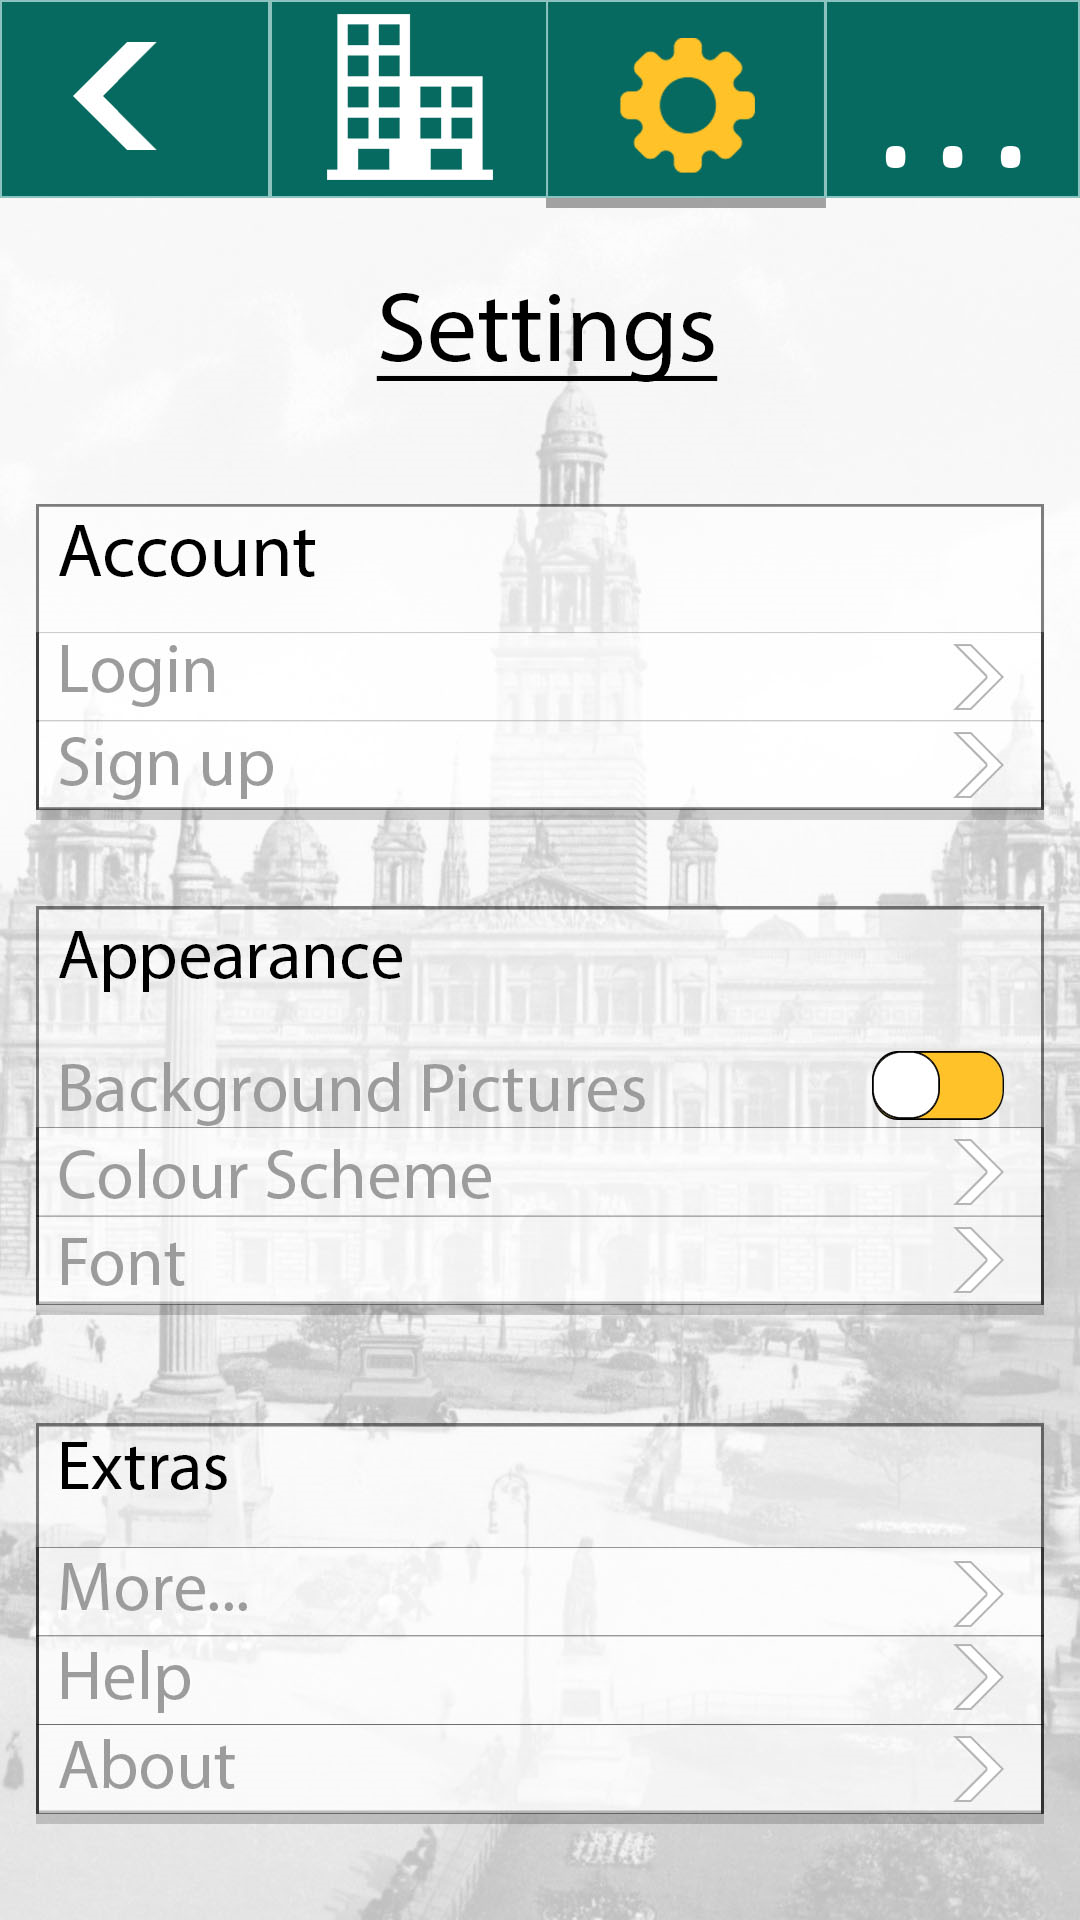 ...
Settings
Account
Login
Sign up
Appearance
Background Pictures
Colour Scheme
Font
Extras
More...
Help
About